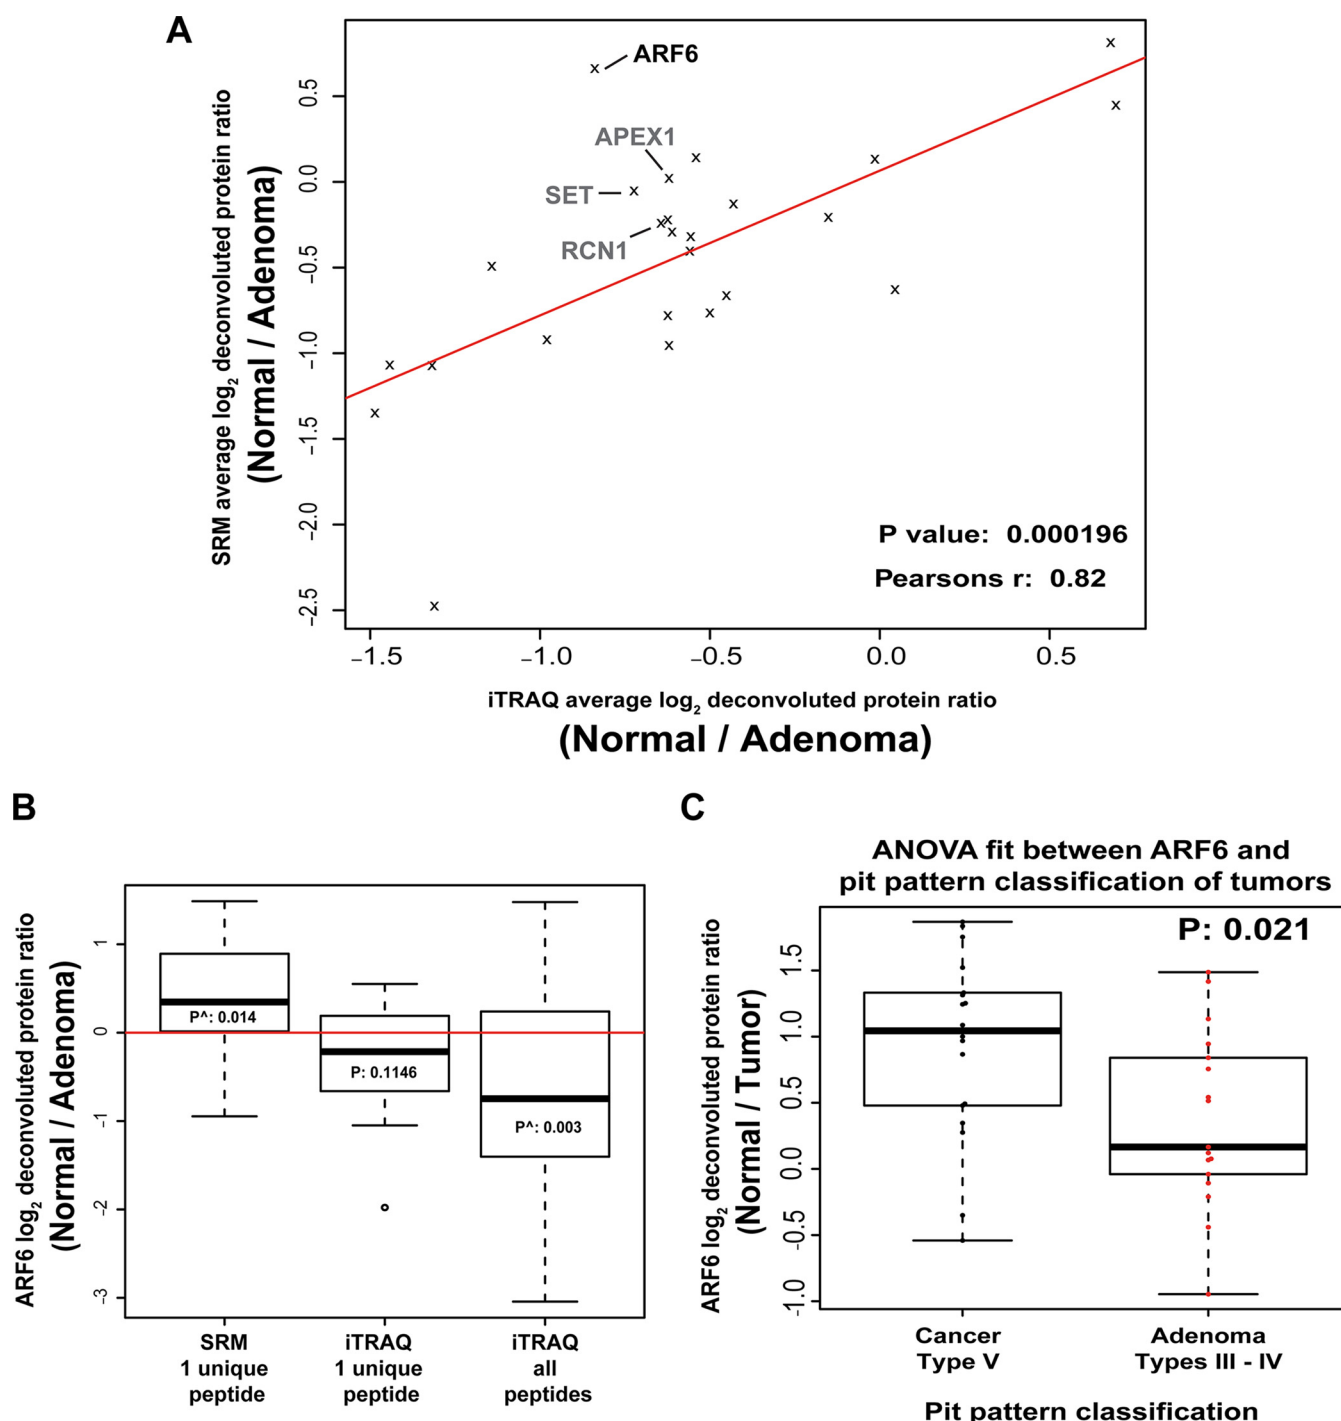 A
SRM average log2 deconvoluted protein ratio
(Normal / Adenoma)
0.5
0.0
-0.5
-1.0
-1.5
-2.0
-2.5
ARF6
APEX1
SET
RCN1
P value: 0.000196
Pearsons r: 0.82
-1.5 -1.0 -0.5 0.0 0.5
iTRAQ average log2 deconvoluted protein ratio
(Normal / Adenoma)
B
ARF6 log2 deconvoluted protein ratio
(Normal / Adenoma)
1
0
-1
-2
-3
P^: 0.014
P: 0.1146
P^: 0.003
SRM
1 unique
peptide
iTRAQ
1 unique
peptide
iTRAQ
all
peptides
C
ANOVA fit between ARF6 and
pit pattern classification of tumors
P: 0.021
ARF6 log2 deconvoluted protein ratio
(Normal / Tumor)
1.5
1.0
0.5
0.0
-0.5
-1.0
Cancer
Type V
Adenoma
Types III - IV
Pit pattern classification